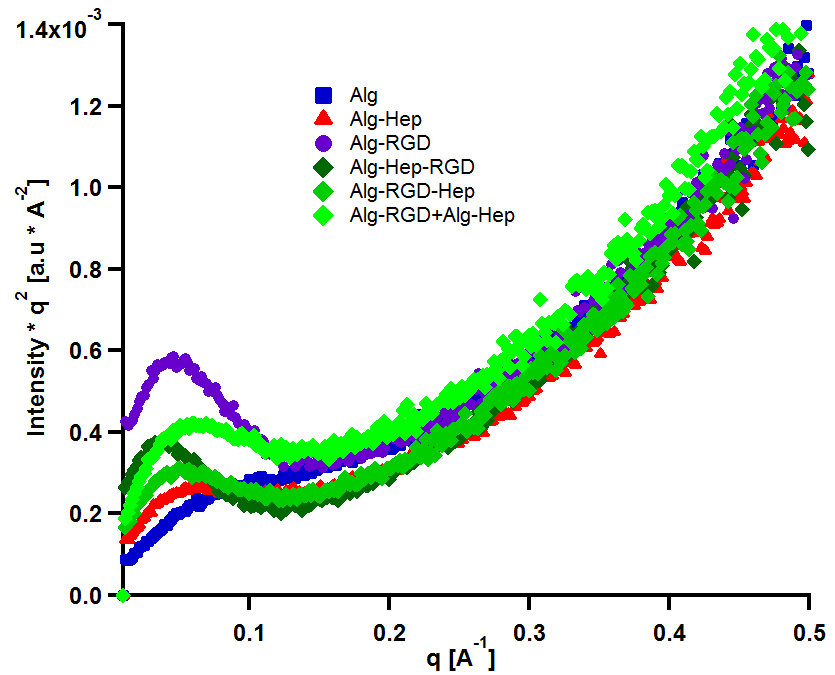 1.4x10⁻³
1.2
1.0
0.8
0.6
0.4
0.2
0.0
Intensity * q² [a.u * A⁻²]
Alg
Alg-Hep
Alg-RGD
Alg-Hep-RGD
Alg-RGD-Hep
Alg-RGD+Alg-Hep
0.1 0.2 0.3 0.4 0.5
q [A⁻¹]